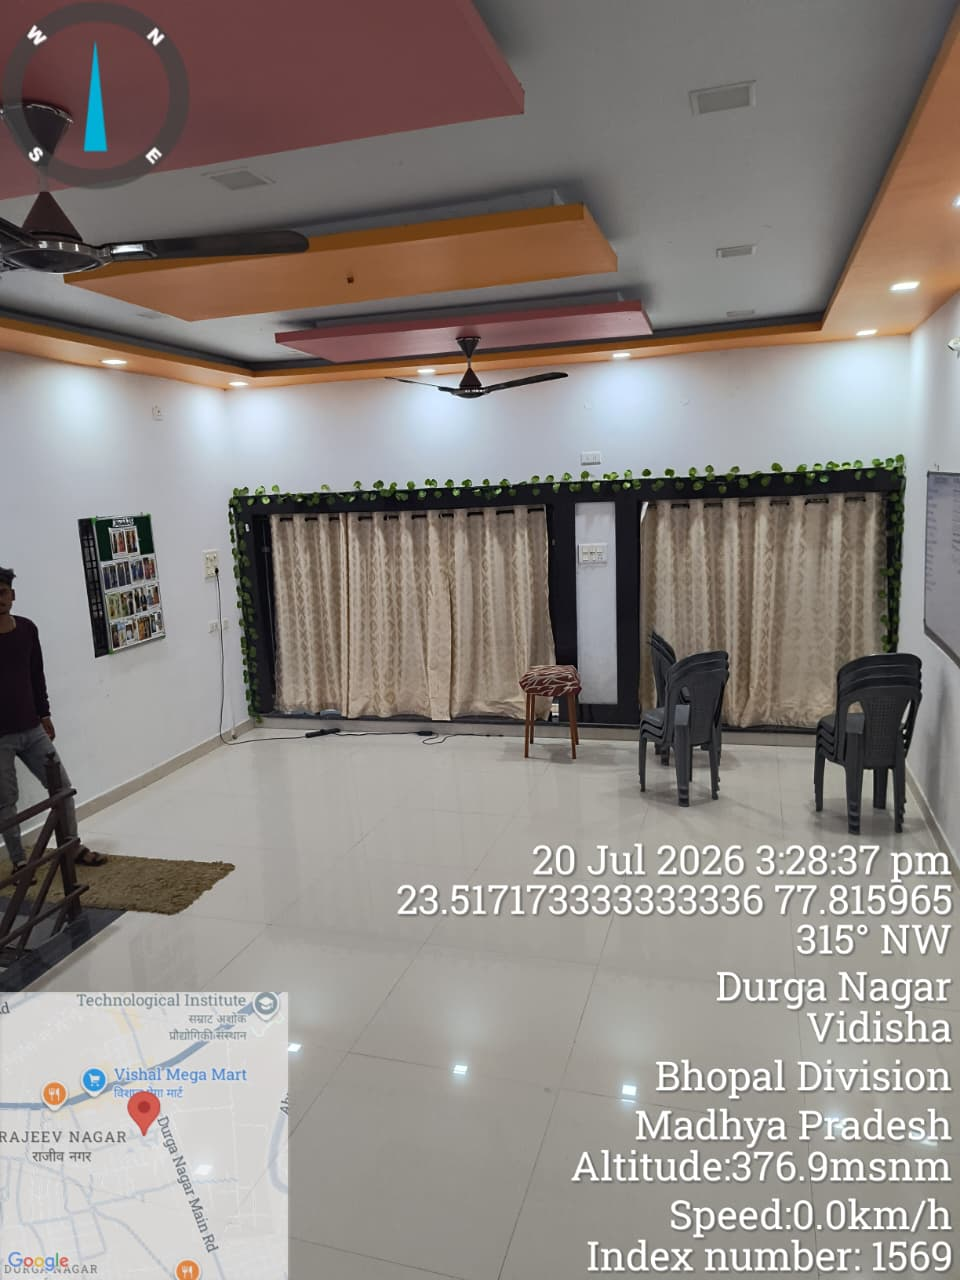 W
N
S
E
20 Jul 2026 3:28:37 pm
23.517173333333336 77.815965
315° NW
Durga Nagar
Vidisha
Bhopal Division
Madhya Pradesh
Altitude:376.9msnm
Speed:0.0km/h
Index number: 1569
Technological Institute
सम्राट अशोक
प्रौद्योगिकी संस्थान
Vishal Mega Mart
विशाल मेगा मार्ट
RAJEEV NAGAR
राजीव नगर
Durga Nagar Main Rd
Google
DURGA NAGAR